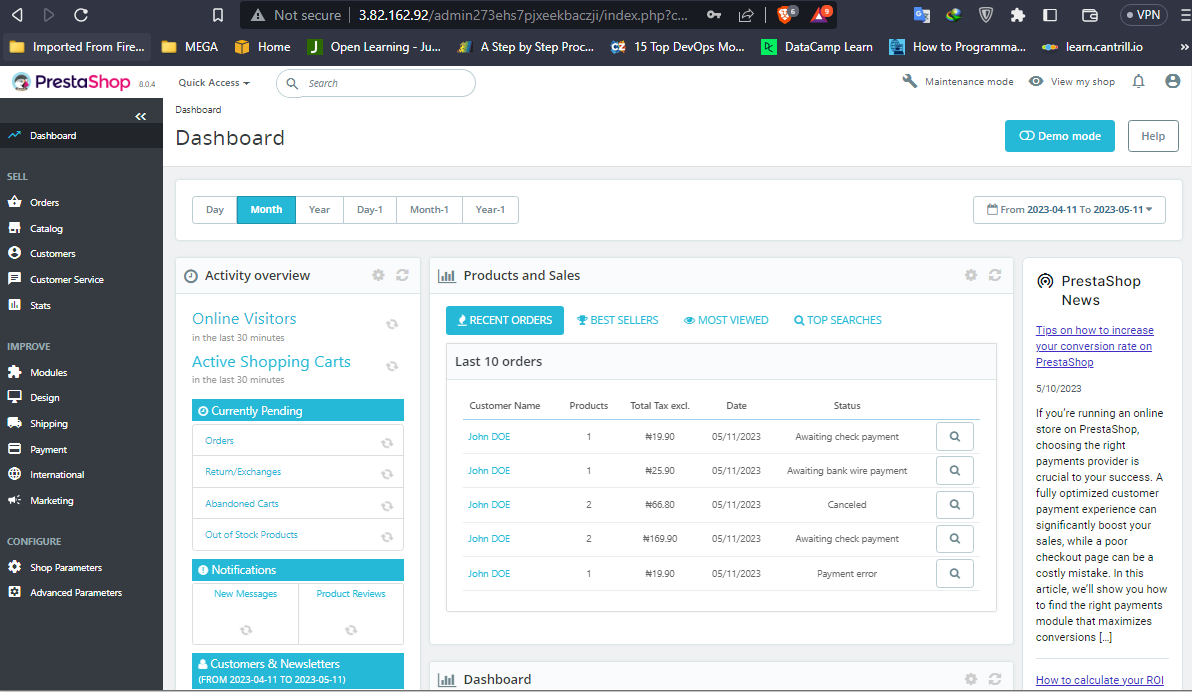 Not secure | 3.82.162.92/admin273ehs7pjxeekbaczji/index.php?c... 6 9 VPN
Imported From Fire... MEGA Home Open Learning - Ju... A Step by Step Proc... 15 Top DevOps Mo... DataCamp Learn How to Programma... learn.cantrill.io »
PrestaShop 8.0.4 Quick Access Search Maintenance mode View my shop
Dashboard
Dashboard
Demo mode Help
Dashboard
SELL
Orders
Catalog
Customers
Customer Service
Stats
IMPROVE
Modules
Design
Shipping
Payment
International
Marketing
CONFIGURE
Shop Parameters
Advanced Parameters
Day Month Year Day-1 Month-1 Year-1 From 2023-04-11 To 2023-05-11
Activity overview
Online Visitors
in the last 30 minutes
Active Shopping Carts
in the last 30 minutes
Currently Pending
Orders
Return/Exchanges
Abandoned Carts
Out of Stock Products
Notifications
New Messages Product Reviews
Customers & Newsletters
(FROM 2023-04-11 TO 2023-05-11)
Products and Sales
RECENT ORDERS BEST SELLERS MOST VIEWED TOP SEARCHES
Last 10 orders
Customer Name Products Total Tax excl. Date Status
John DOE 1 ₦19.90 05/11/2023 Awaiting check payment
John DOE 1 ₦25.90 05/11/2023 Awaiting bank wire payment
John DOE 2 ₦66.80 05/11/2023 Canceled
John DOE 2 ₦169.90 05/11/2023 Awaiting check payment
John DOE 1 ₦19.90 05/11/2023 Payment error
Dashboard
PrestaShop
News
Tips on how to increase
your conversion rate on
PrestaShop
5/10/2023
If you're running an online
store on PrestaShop,
choosing the right
payments provider is
crucial to your success. A
fully optimized customer
payment experience can
significantly boost your
sales, while a poor
checkout page can be a
costly mistake. In this
article, we'll show you how
to find the right payments
module that maximizes
conversions [...]
How to calculate your ROI